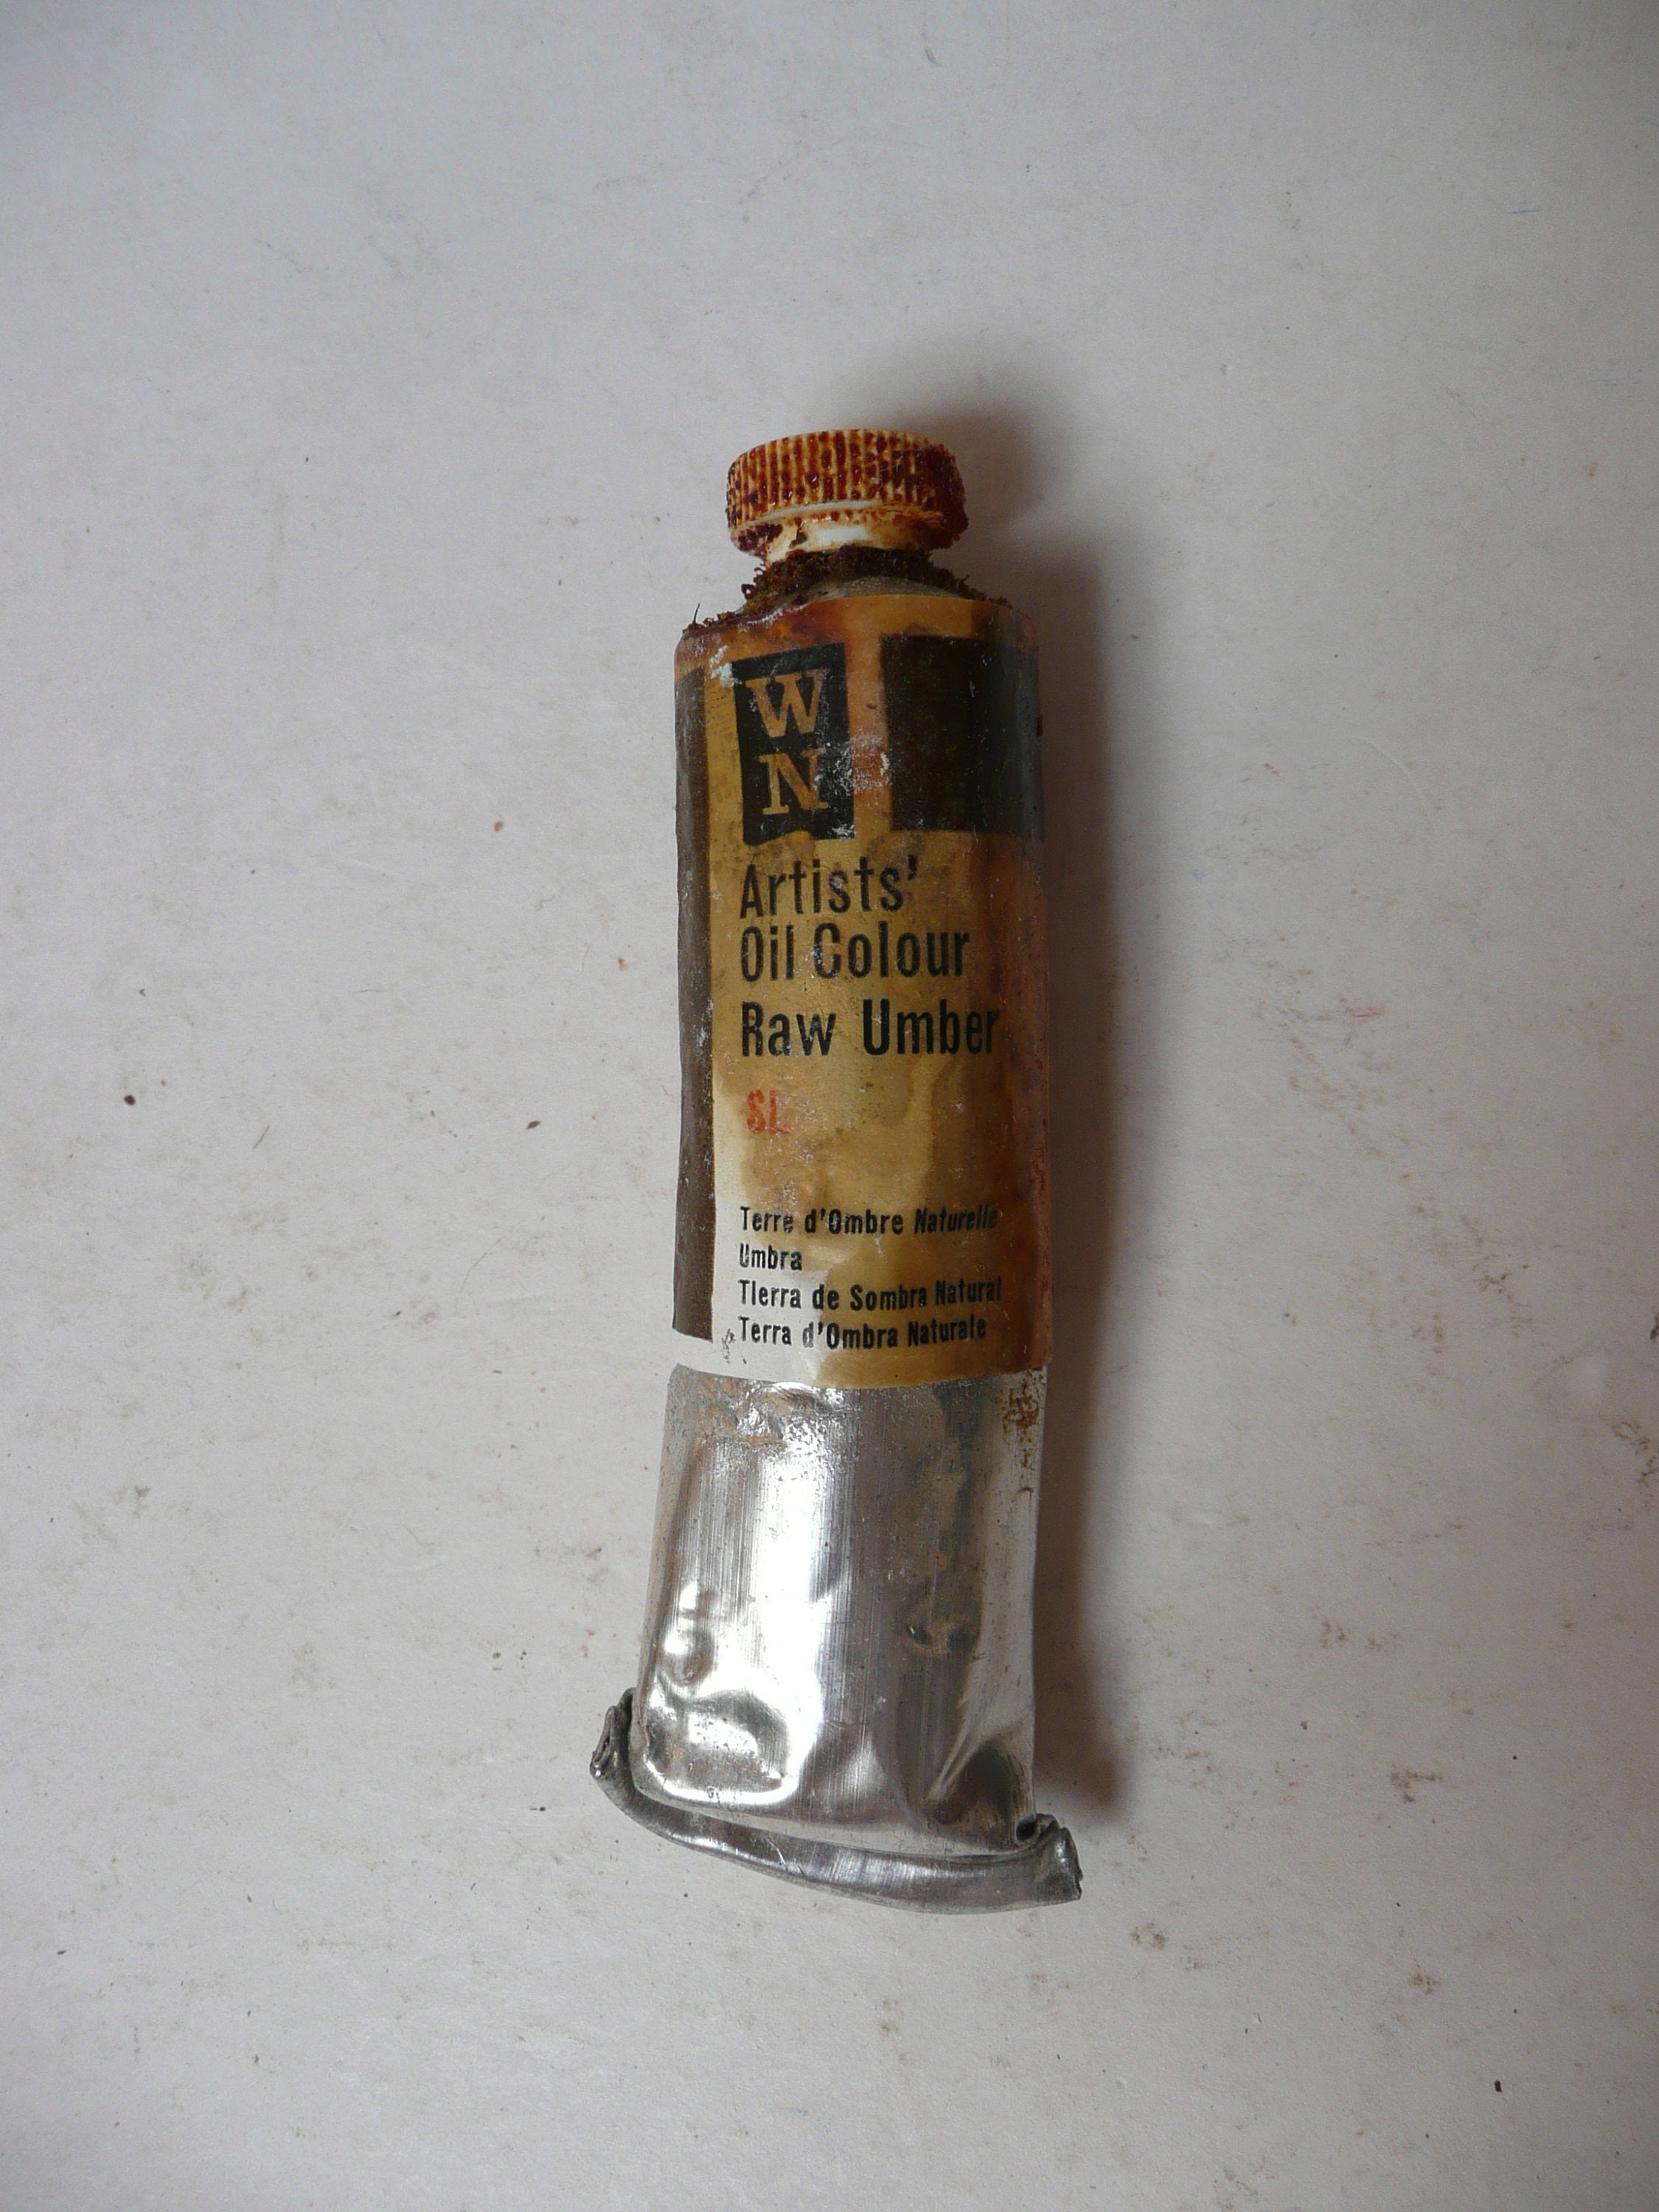 W
N
Artists'
Oil Colour
Raw Umber
SL
Terre d'Ombre Naturelle
Umbra
Tierra de Sombra Natural
Terra d'Ombra Naturale